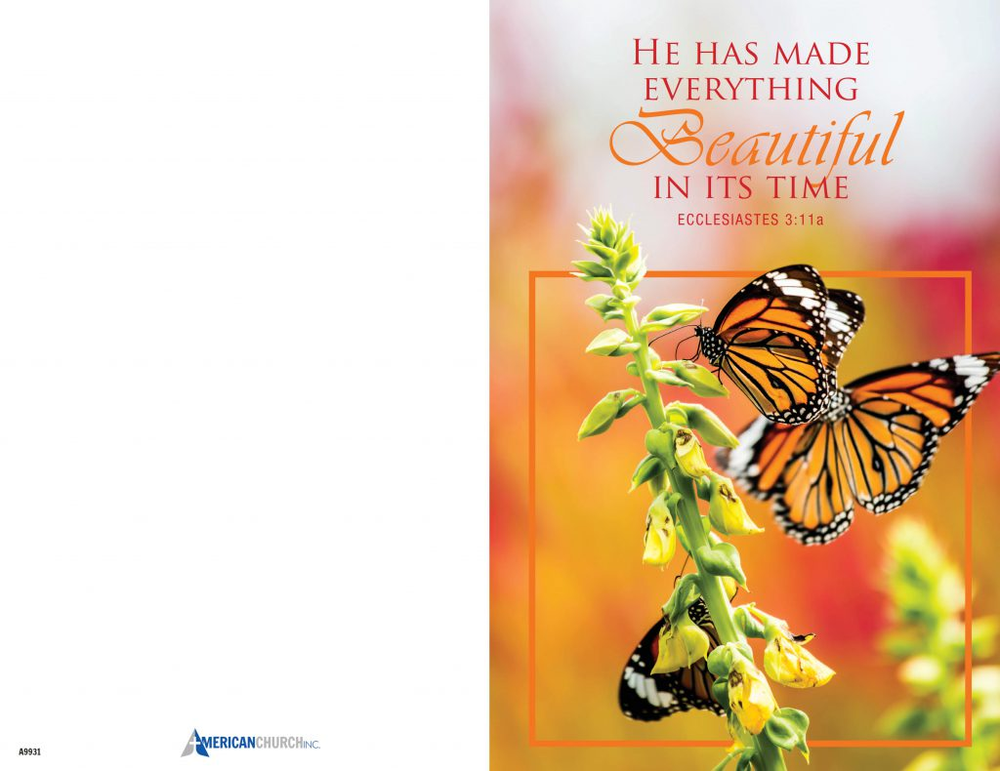 HE HAS MADE
EVERYTHING
Beautiful
IN ITS TIME
ECCLESIASTES 3:11a
A9931
AMERICANCHURCHINC.